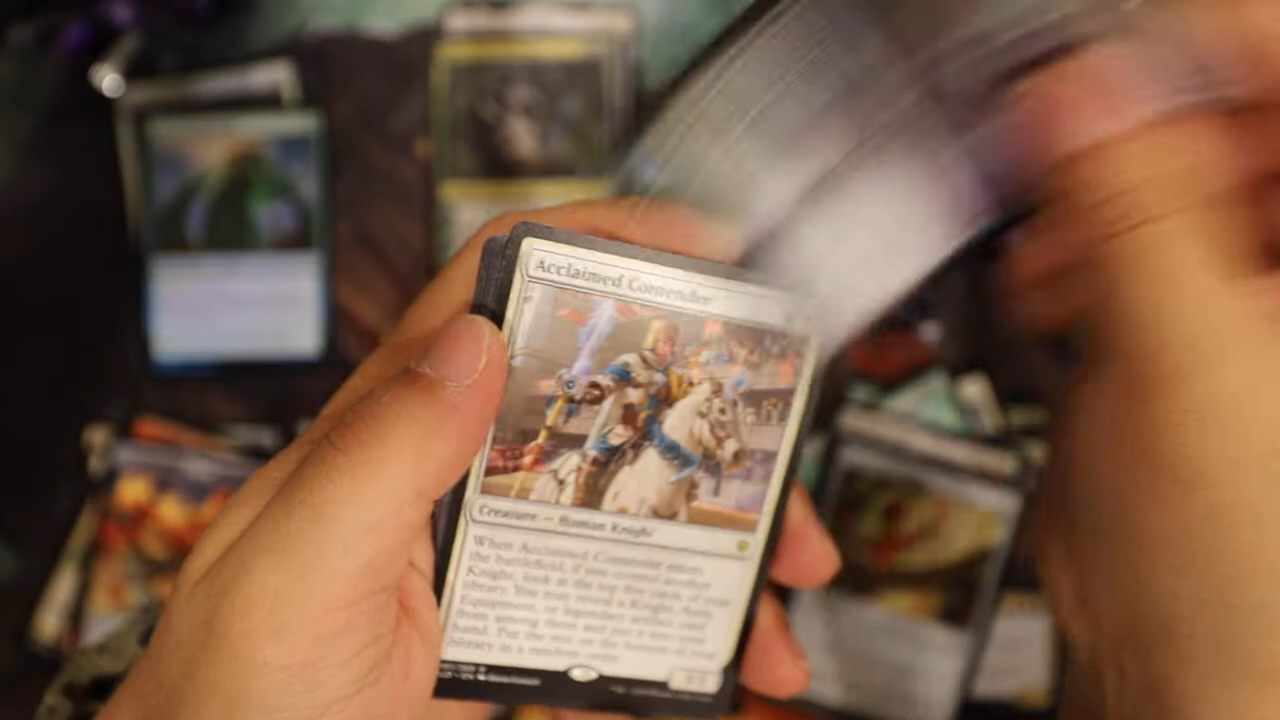 Acclaimed Contender
Creature — Human Knight
When Acclaimed Contender enters
the battlefield, if you control another
Knight, look at the top five cards of your
library. You may reveal a Knight, Aura,
Equipment, or legendary artifact card
from among them and put it into your
hand. Put the rest on the bottom of your
library in a random order.